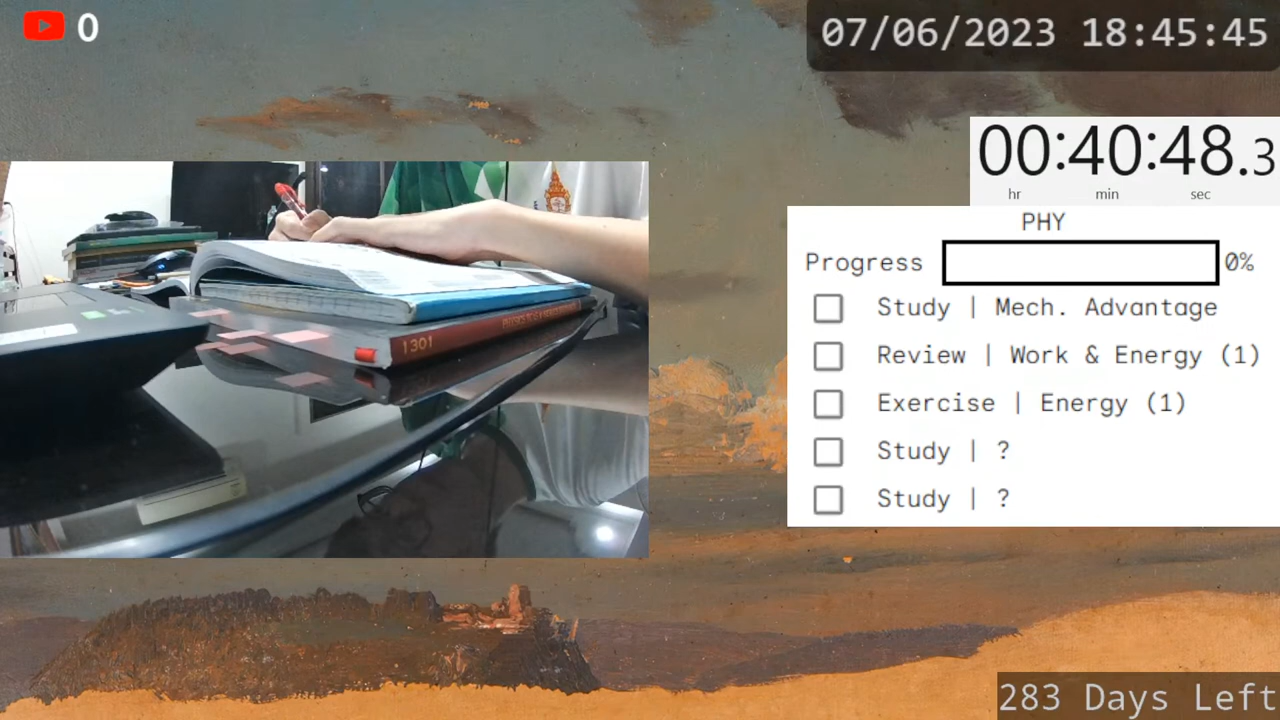 0
07/06/2023 18:45:45
00:40:48.3
hr min sec
PHY
Progress 0%
Study | Mech. Advantage
Review | Work & Energy (1)
Exercise | Energy (1)
Study | ?
Study | ?
1301
283 Days Left